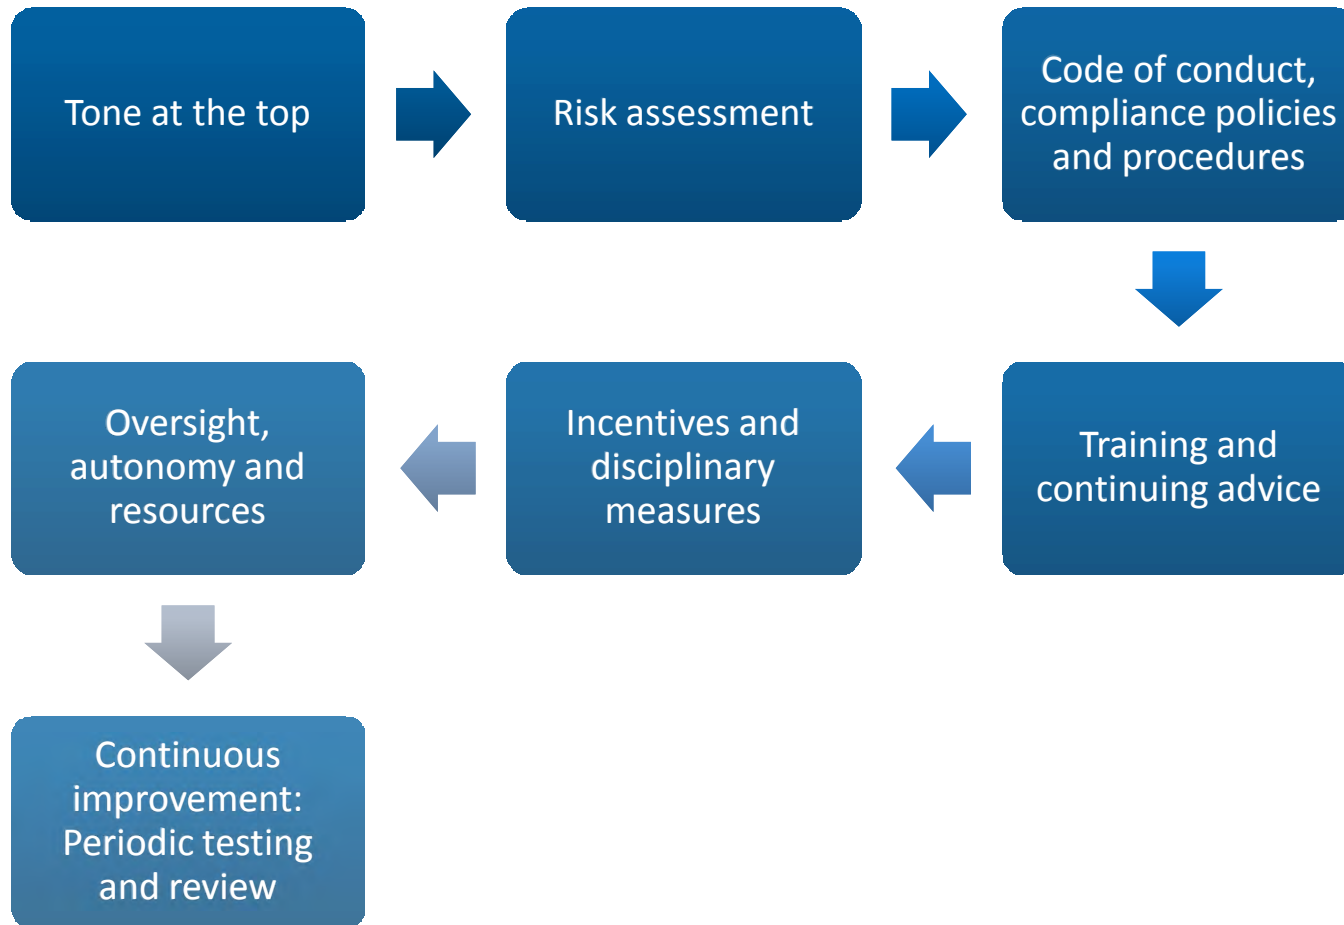 Tone at the top
Risk assessment
Code of conduct,
compliance policies
and procedures
Training and
continuing advice
Incentives and
disciplinary
measures
Oversight,
autonomy and
resources
Continuous
improvement:
Periodic testing
and review